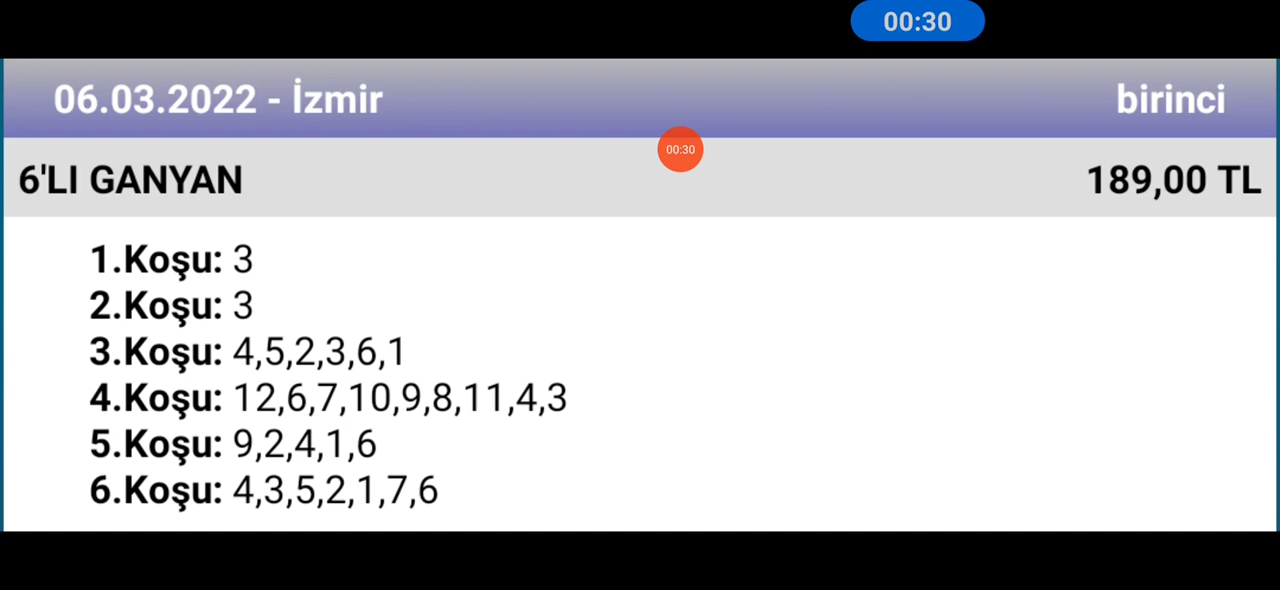 00:30
06.03.2022 - İzmir birinci
00:30
6'LI GANYAN 189,00 TL
1.Koşu: 3
2.Koşu: 3
3.Koşu: 4,5,2,3,6,1
4.Koşu: 12,6,7,10,9,8,11,4,3
5.Koşu: 9,2,4,1,6
6.Koşu: 4,3,5,2,1,7,6